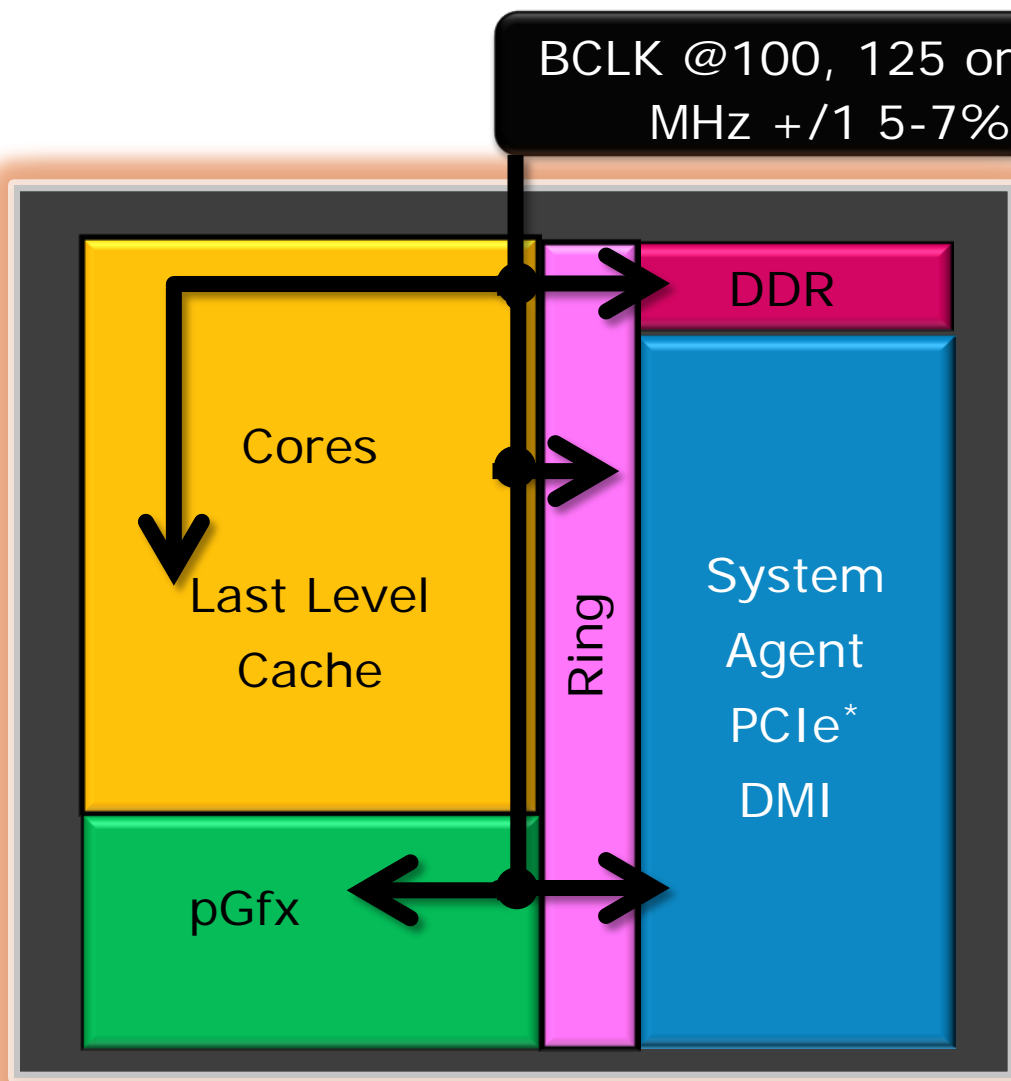 BCLK @100, 125 or
MHz +/1 5-7%
DDR
Cores
Last Level
Cache
Ring
System
Agent
PCIe*
DMI
pGfx